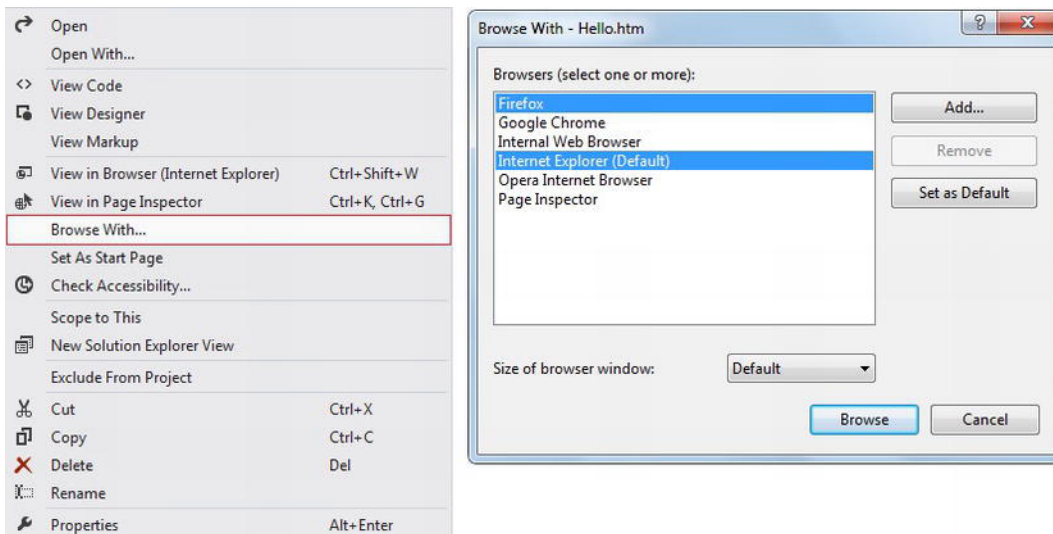 Open
Open With...
View Code
View Designer
View Markup
View in Browser (Internet Explorer) Ctrl+Shift+W
View in Page Inspector Ctrl+K, Ctrl+G
Browse With...
Set As Start Page
Check Accessibility...
Scope to This
New Solution Explorer View
Exclude From Project
Cut Ctrl+X
Copy Ctrl+C
Delete Del
Rename
Properties Alt+Enter
Browse With - Hello.htm
Browsers (select one or more):
Firefox
Google Chrome
Internal Web Browser
Internet Explorer (Default)
Opera Internet Browser
Page Inspector
Add...
Remove
Set as Default
Size of browser window: Default
Browse Cancel